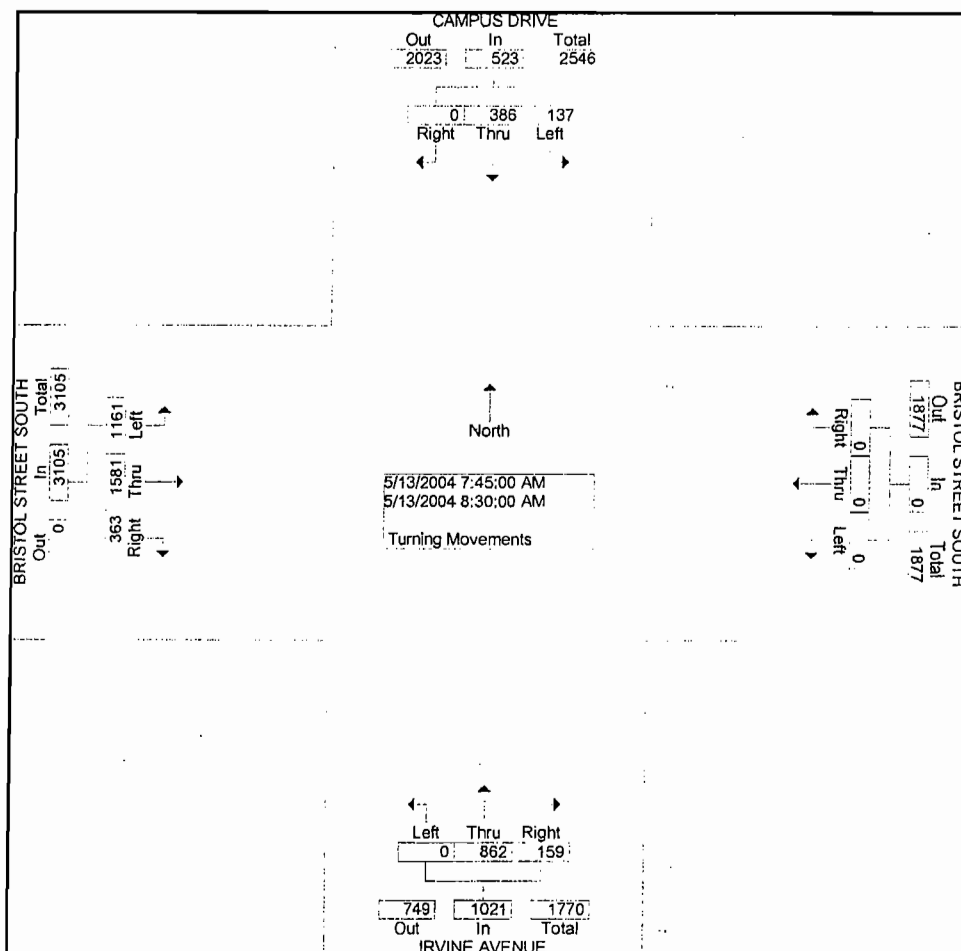 CAMPUS DRIVE
Out In Total
2023 523 2546
0 386 137
Right Thru Left
BRISTOL STREET SOUTH
Total In Out
3105 3105 0
1161 1581 363
Left Thru Right
North
5/13/2004 7:45:00 AM
5/13/2004 8:30:00 AM
Turning Movements
Right Thru Left
0 0 0
Out In Total
1877 0 1877
BRISTOL STREET SOUTH
Left Thru Right
0 862 159
749 1021 1770
Out In Total
IRVINE AVENUE